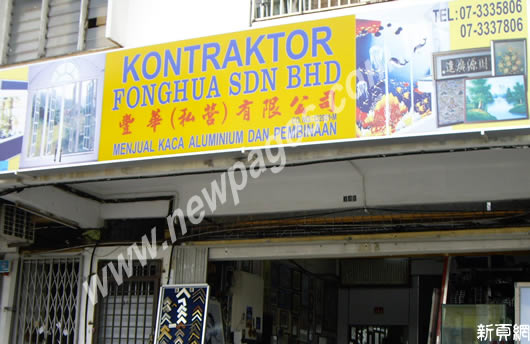 KONTRAKTOR
FONGHUA SDN BHD
豐華(私營)有限公司
MENJUAL KACA ALUMINIUM DAN PEMBINAAN
TEL: 07-3335806
07-3337806
www.newpages.com
新頁網